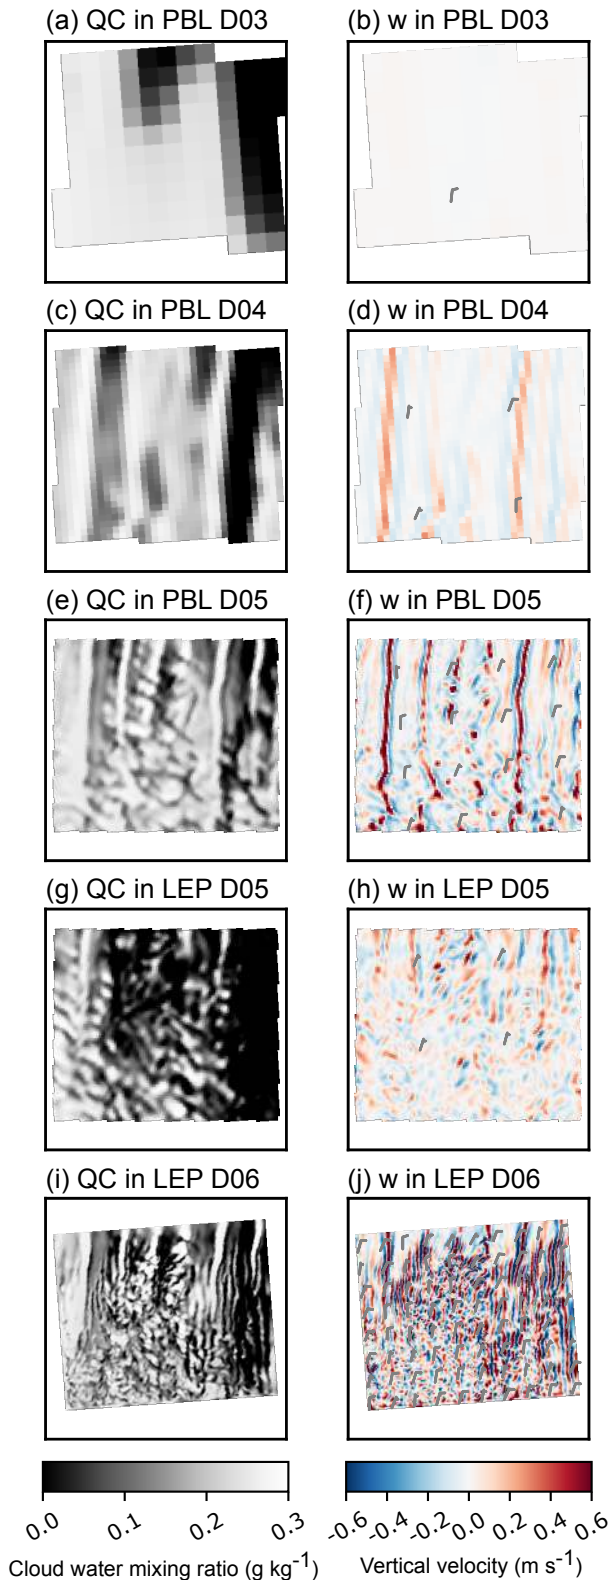 (a) QC in PBL D03
(b) w in PBL D03
(c) QC in PBL D04
(d) w in PBL D04
(e) QC in PBL D05
(f) w in PBL D05
(g) QC in LEP D05
(h) w in LEP D05
(i) QC in LEP D06
(j) w in LEP D06
0.0 0.1 0.2 0.3
-0.6 -0.4 -0.2 0.0 0.2 0.4 0.6
Cloud water mixing ratio (g kg⁻¹)
Vertical velocity (m s⁻¹)